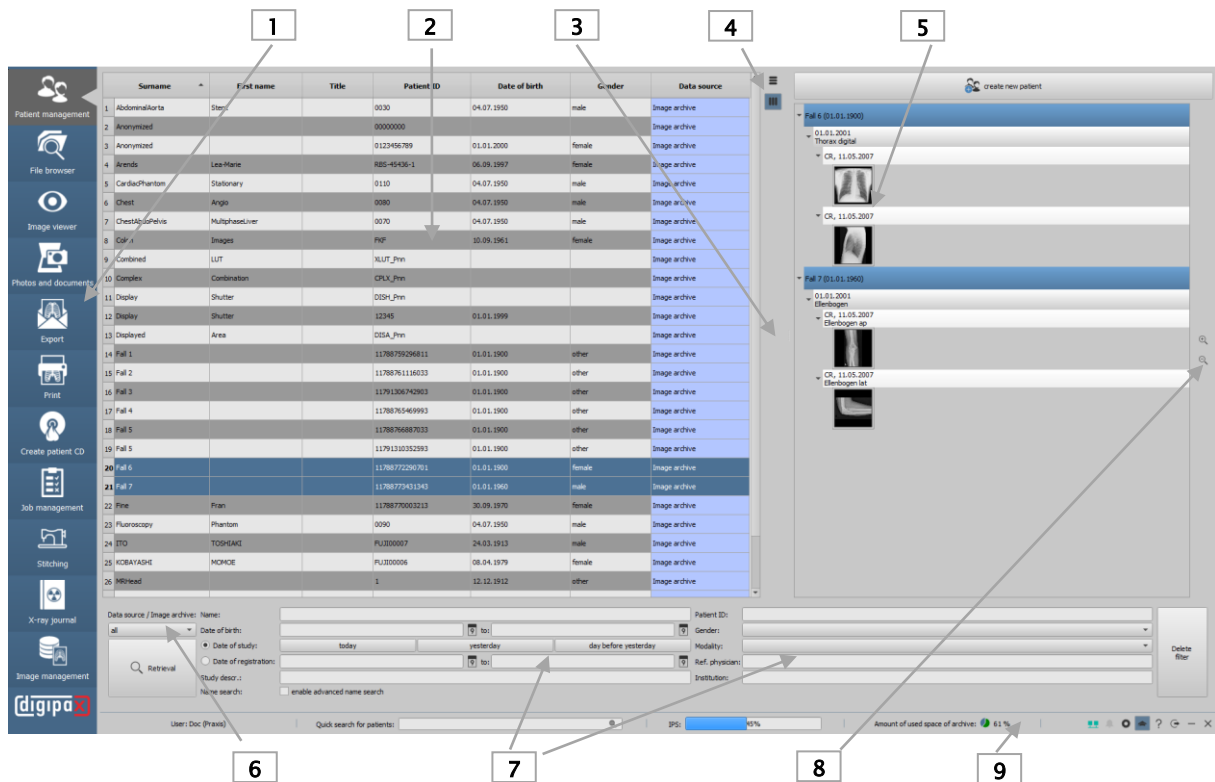 1 2 3 4 5
Surname First name Title Patient ID Date of birth Gender Data source
1 AbdominalAorta 0030 04.07.1950 male Image archive
2 Anonymized 00000000 Image archive
3 Anonymized 0123456789 01.01.2000 female Image archive
4 Arends Lea-Marie RBS-45436-1 06.09.1997 female Image archive
5 CardiacPhantom Stationary 0110 04.07.1950 male Image archive
6 Chest Angio 0080 04.07.1950 male Image archive
7 ChestAbdoPelvis MultiphaseLiver 0070 04.07.1950 male Image archive
8 Colon Images FKF 10.09.1961 female Image archive
9 Combined LUT XLUT_Pnn Image archive
10 Complex Combination CPLX_Pnn Image archive
11 Display Shutter DISH_Pnn Image archive
12 Display Shutter 12345 01.01.1999 Image archive
13 Displayed Area DISA_Pnn Image archive
14 Fall 1 11788759296811 01.01.1900 other Image archive
15 Fall 2 11788761116033 01.01.1900 other Image archive
16 Fall 3 11791306742903 01.01.1900 other Image archive
17 Fall 4 11788765469993 01.01.1900 other Image archive
18 Fall 5 11788766887033 01.01.1900 other Image archive
19 Fall 5 11791310352593 01.01.1900 other Image archive
20 Fall 6 11788772290701 01.01.1900 female Image archive
21 Fall 7 11788773431343 01.01.1960 male Image archive
22 Fine Fran 11788770003213 30.09.1970 female Image archive
23 Fluoroscopy Phantom 0090 04.07.1950 male Image archive
24 ITO TOSHIAKI FUJI00007 24.03.1913 male Image archive
25 KOBAYASHI MOMOE FUJI00006 08.04.1979 female Image archive
26 MRHead 1 12.12.1912 other Image archive
Patient management
File browser
Image viewer
Photos and documents
Export
Print
Create patient CD
Job management
Stitching
X-ray journal
Image management
digipax
create new patient
Fall 6 (01.01.1900)
01.01.2001
Thorax digital
CR, 11.05.2007
CR, 11.05.2007
Fall 7 (01.01.1960)
01.01.2001
Ellenbogen
CR, 11.05.2007
Ellenbogen ap
CR, 11.05.2007
Ellenbogen lat
Data source / Image archive: Name: Patient ID:
all Date of birth: to: Gender:
Date of study: today yesterday day before yesterday Modality:
Retrieval Date of registration: to: Ref. physician:
Study descr.: Institution:
Name search: enable advanced name search
Delete
filter
User: Doc (Praxis) Quick search for patients: IPS: 45% Amount of used space of archive: 61 %
6 7 8 9